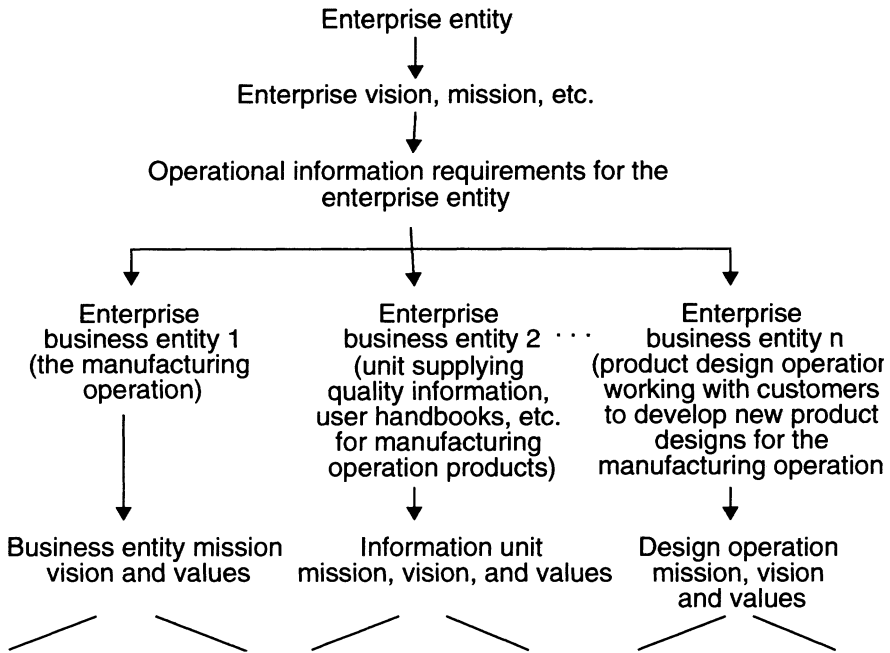 Enterprise entity
Enterprise vision, mission, etc.
Operational information requirements for the
enterprise entity
Enterprise
business entity 1
(the manufacturing
operation)
Enterprise
business entity 2 · · ·
(unit supplying
quality information,
user handbooks, etc.
for manufacturing
operation products)
Enterprise
business entity n
(product design operation
working with customers
to develop new product
designs for the
manufacturing operation
Business entity mission
vision and values
Information unit
mission, vision, and values
Design operation
mission, vision
and values